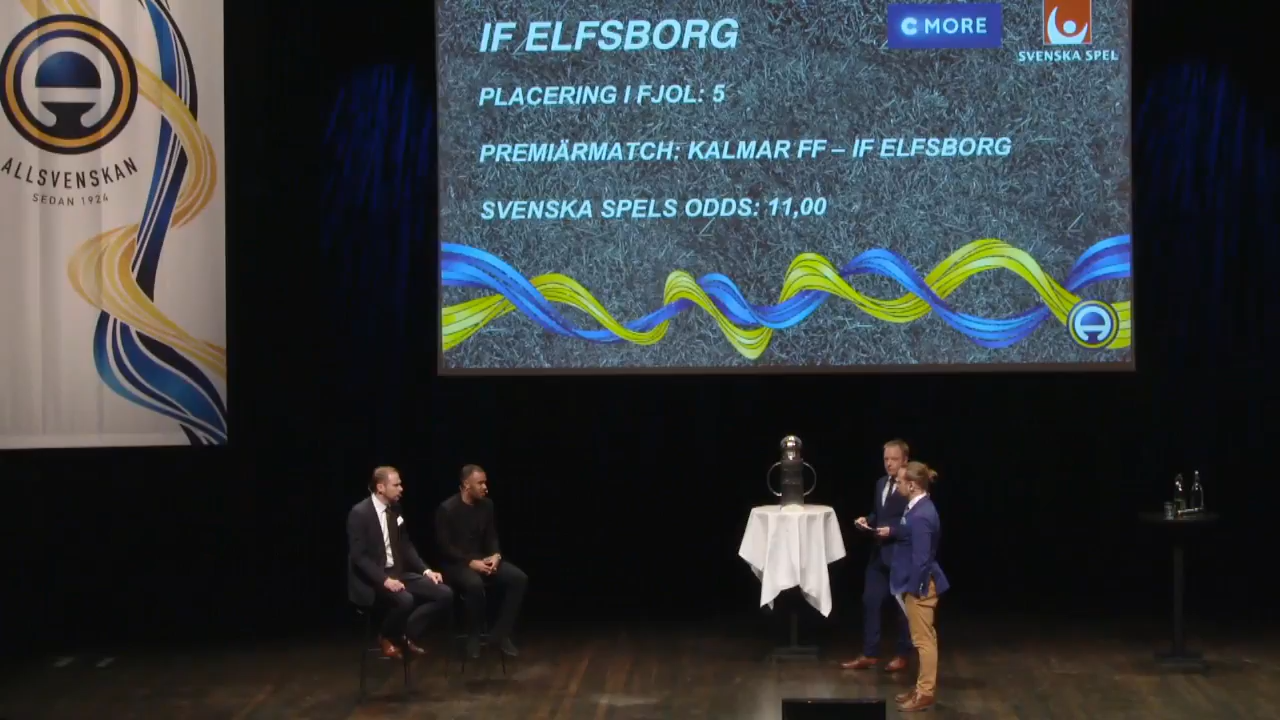 ALLSVENSKAN
SEDAN 1924
IF ELFSBORG
C MORE
SVENSKA SPEL
PLACERING I FJOL: 5
PREMIÄRMATCH: KALMAR FF – IF ELFSBORG
SVENSKA SPELS ODDS: 11,00